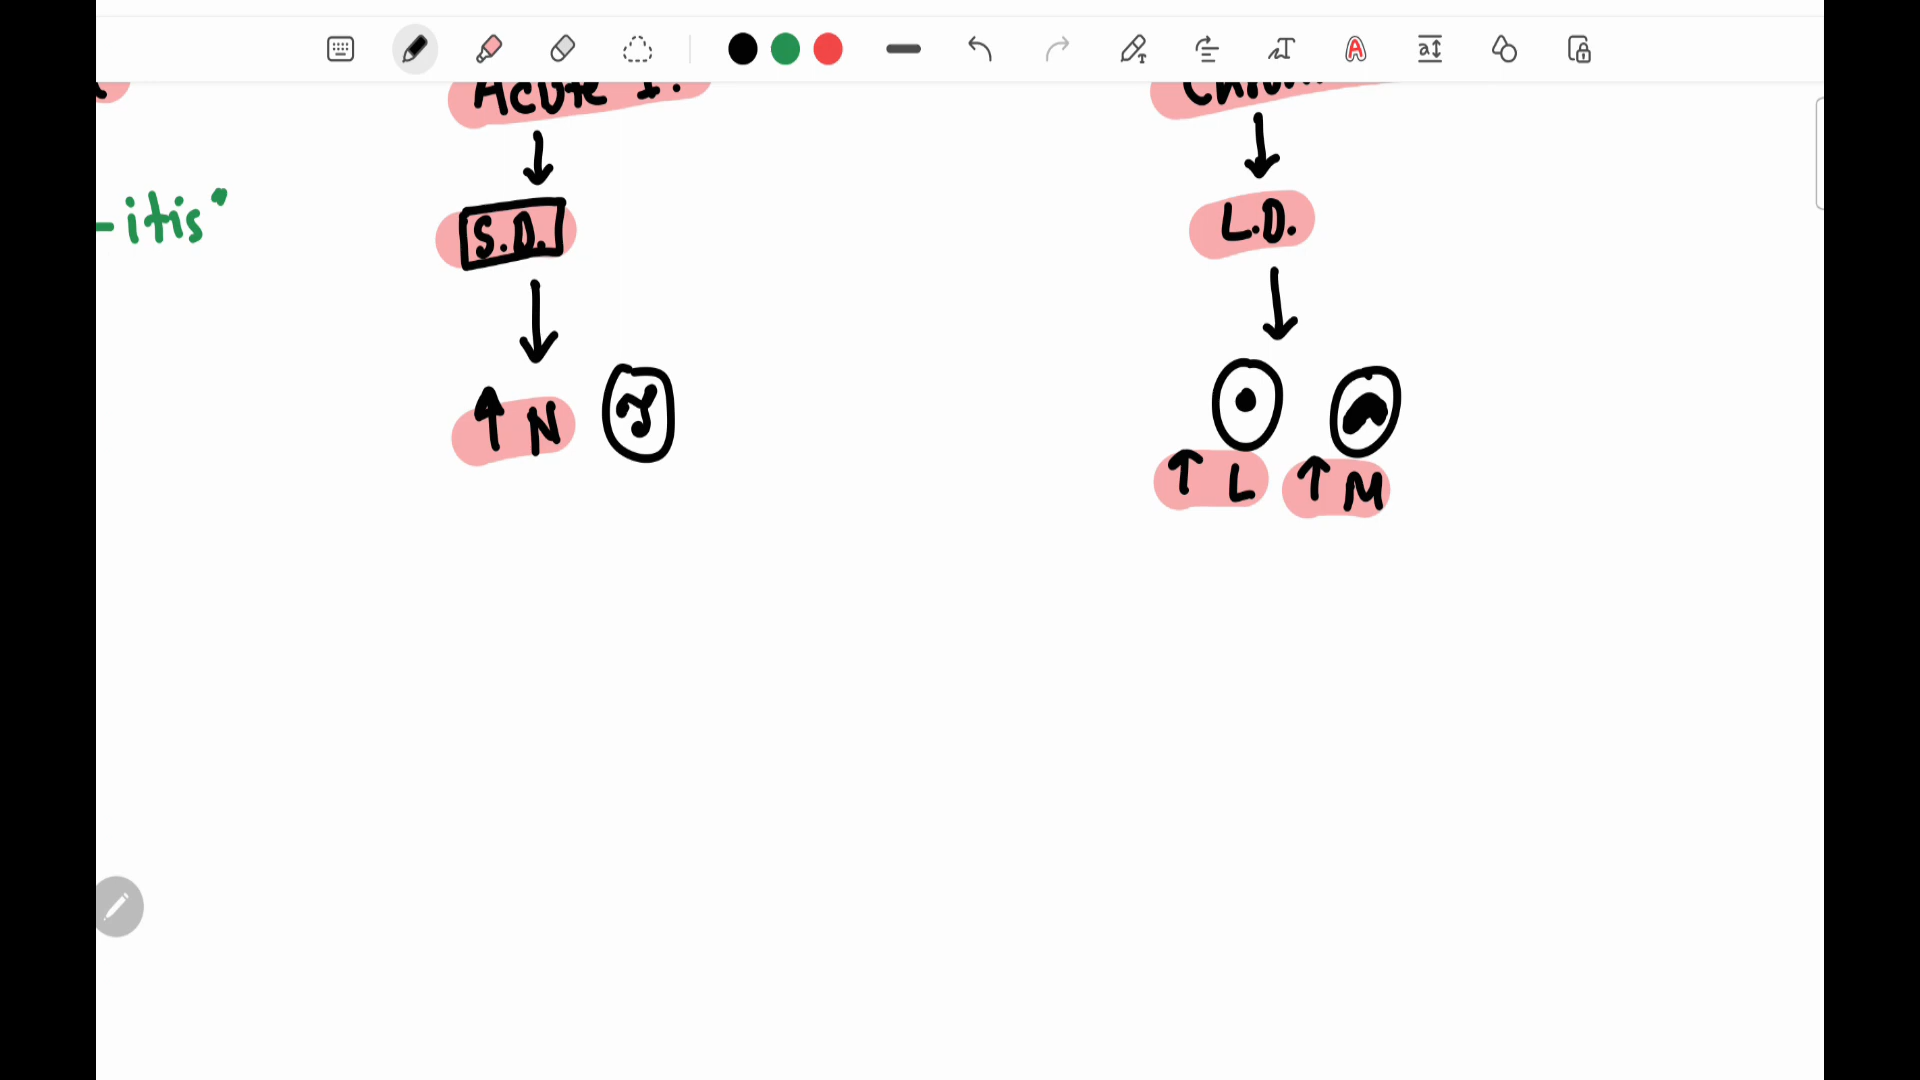 Acute I.
- itis"
S.D.
L.D.
↑ N
↑ L ↑ M